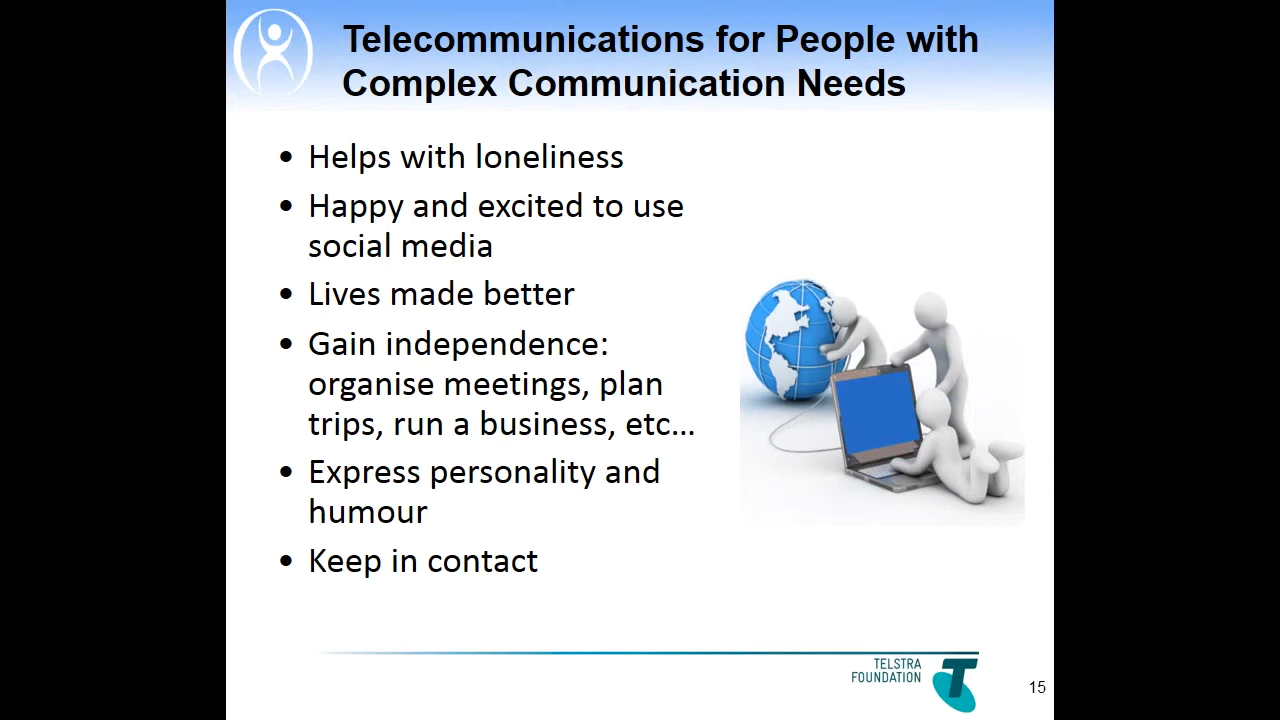 Telecommunications for People with
Complex Communication Needs
• Helps with loneliness
• Happy and excited to use
social media
• Lives made better
• Gain independence:
organise meetings, plan
trips, run a business, etc…
• Express personality and
humour
• Keep in contact
TELSTRA
FOUNDATION
T
15